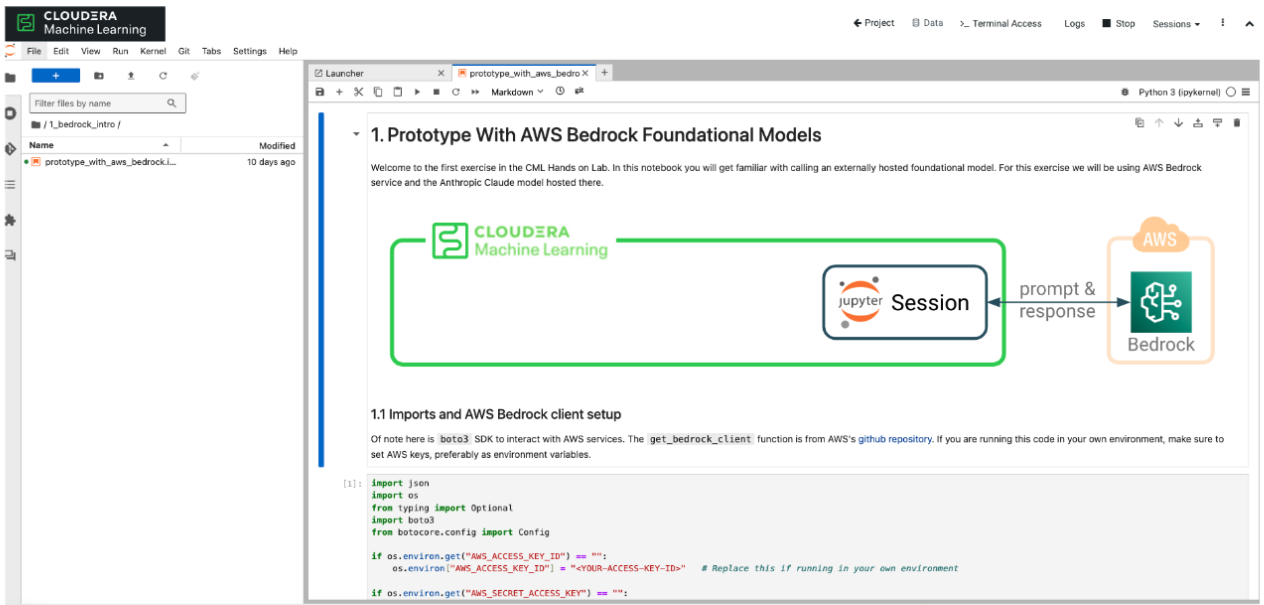 CLOUDERA
Machine Learning
Project
Data
Terminal Access
Logs
Stop
Sessions
File Edit View Run Kernel Git Tabs Settings Help
Filter files by name
/ 1_bedrock_intro /
Name Modified
prototype_with_aws_bedrock.i... 10 days ago
Launcher
prototype_with_aws_bedro
Markdown
Python 3 (ipykernel)
1. Prototype With AWS Bedrock Foundational Models
Welcome to the first exercise in the CML Hands on Lab. In this notebook you will get familiar with calling an externally hosted foundational model. For this exercise we will be using AWS Bedrock
service and the Anthropic Claude model hosted there.
CLOUDERA
Machine Learning
jupyter
Session
prompt &
response
AWS
Bedrock
1.1 Imports and AWS Bedrock client setup
Of note here is boto3 SDK to interact with AWS services. The get_bedrock_client function is from AWS's github repository. If you are running this code in your own environment, make sure to
set AWS keys, preferably as environment variables.
[1]:
import json
import os
from typing import Optional
import boto3
from botocore.config import Config
if os.environ.get("AWS_ACCESS_KEY_ID") == "":
os.environ["AWS_ACCESS_KEY_ID"] = "<YOUR-ACCESS-KEY-ID>" # Replace this if running in your own environment
if os.environ.get("AWS_SECRET_ACCESS_KEY") == "":